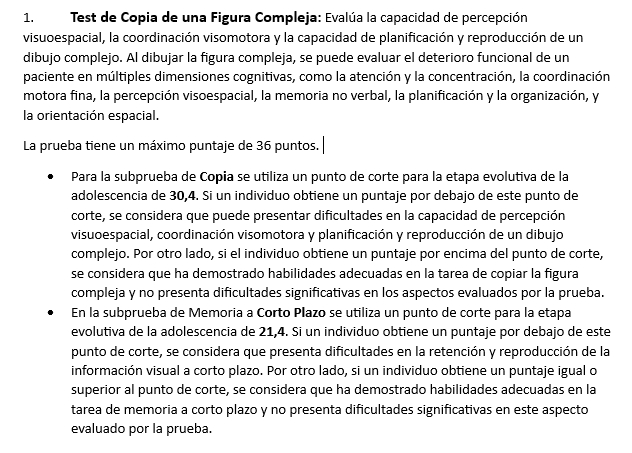 1. Test de Copia de una Figura Compleja: Evalúa la capacidad de percepción
visuoespacial, la coordinación visomotora y la capacidad de planificación y reproducción de un
dibujo complejo. Al dibujar la figura compleja, se puede evaluar el deterioro funcional de un
paciente en múltiples dimensiones cognitivas, como la atención y la concentración, la coordinación
motora fina, la percepción visoespacial, la memoria no verbal, la planificación y la organización, y
la orientación espacial.
La prueba tiene un máximo puntaje de 36 puntos.
• Para la subprueba de Copia se utiliza un punto de corte para la etapa evolutiva de la
adolescencia de 30,4. Si un individuo obtiene un puntaje por debajo de este punto de
corte, se considera que puede presentar dificultades en la capacidad de percepción
visuoespacial, coordinación visomotora y planificación y reproducción de un dibujo
complejo. Por otro lado, si el individuo obtiene un puntaje por encima del punto de corte,
se considera que ha demostrado habilidades adecuadas en la tarea de copiar la figura
compleja y no presenta dificultades significativas en los aspectos evaluados por la prueba.
• En la subprueba de Memoria a Corto Plazo se utiliza un punto de corte para la etapa
evolutiva de la adolescencia de 21,4. Si un individuo obtiene un puntaje por debajo de este
punto de corte, se considera que presenta dificultades en la retención y reproducción de la
información visual a corto plazo. Por otro lado, si un individuo obtiene un puntaje igual o
superior al punto de corte, se considera que ha demostrado habilidades adecuadas en la
tarea de memoria a corto plazo y no presenta dificultades significativas en este aspecto
evaluado por la prueba.